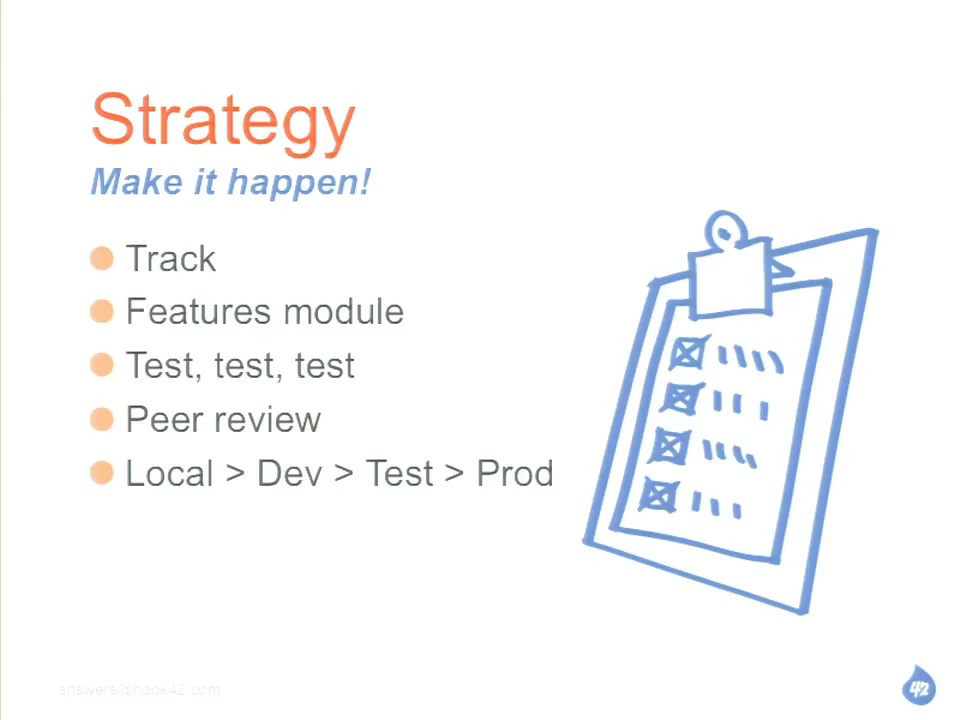 Strategy
Make it happen!
Track
Features module
Test, test, test
Peer review
Local > Dev > Test > Prod
answers@hook42.com
42